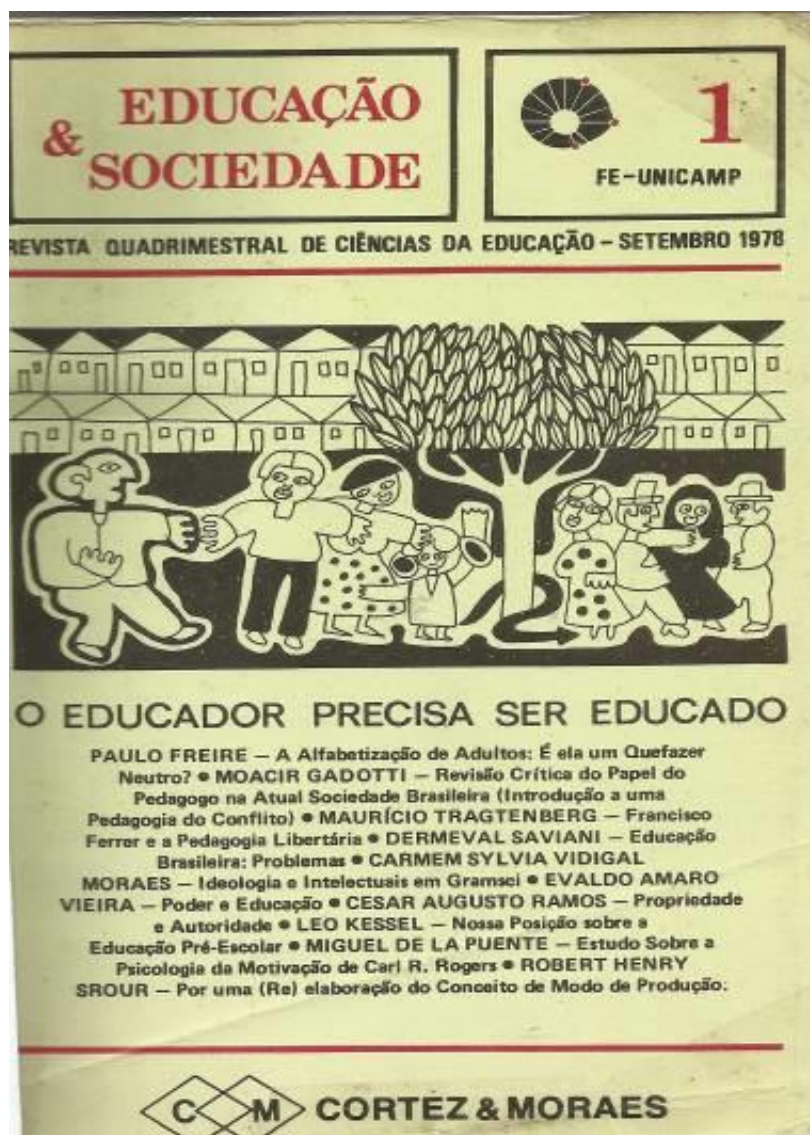 EDUCAÇÃO
& SOCIEDADE
1
FE-UNICAMP
REVISTA QUADRIMESTRAL DE CIÊNCIAS DA EDUCAÇÃO – SETEMBRO 1978
O EDUCADOR PRECISA SER EDUCADO
PAULO FREIRE – A Alfabetização de Adultos: É ela um Quefazer
Neutro? ● MOACIR GADOTTI – Revisão Crítica do Papel do
Pedagogo na Atual Sociedade Brasileira (Introdução a uma
Pedagogia do Conflito) ● MAURÍCIO TRAGTENBERG – Francisco
Ferrer e a Pedagogia Libertária ● DERMEVAL SAVIANI – Educação
Brasileira: Problemas ● CARMEM SYLVIA VIDIGAL
MORAES – Ideologia e Intelectuais em Gramsci ● EVALDO AMARO
VIEIRA – Poder e Educação ● CESAR AUGUSTO RAMOS – Propriedade
e Autoridade ● LEO KESSEL – Nossa Posição sobre a
Educação Pré-Escolar ● MIGUEL DE LA PUENTE – Estudo Sobre a
Psicologia da Motivação de Carl R. Rogers ● ROBERT HENRY
SROUR – Por uma (Re) elaboração do Conceito de Modo de Produção.
CM CORTEZ & MORAES